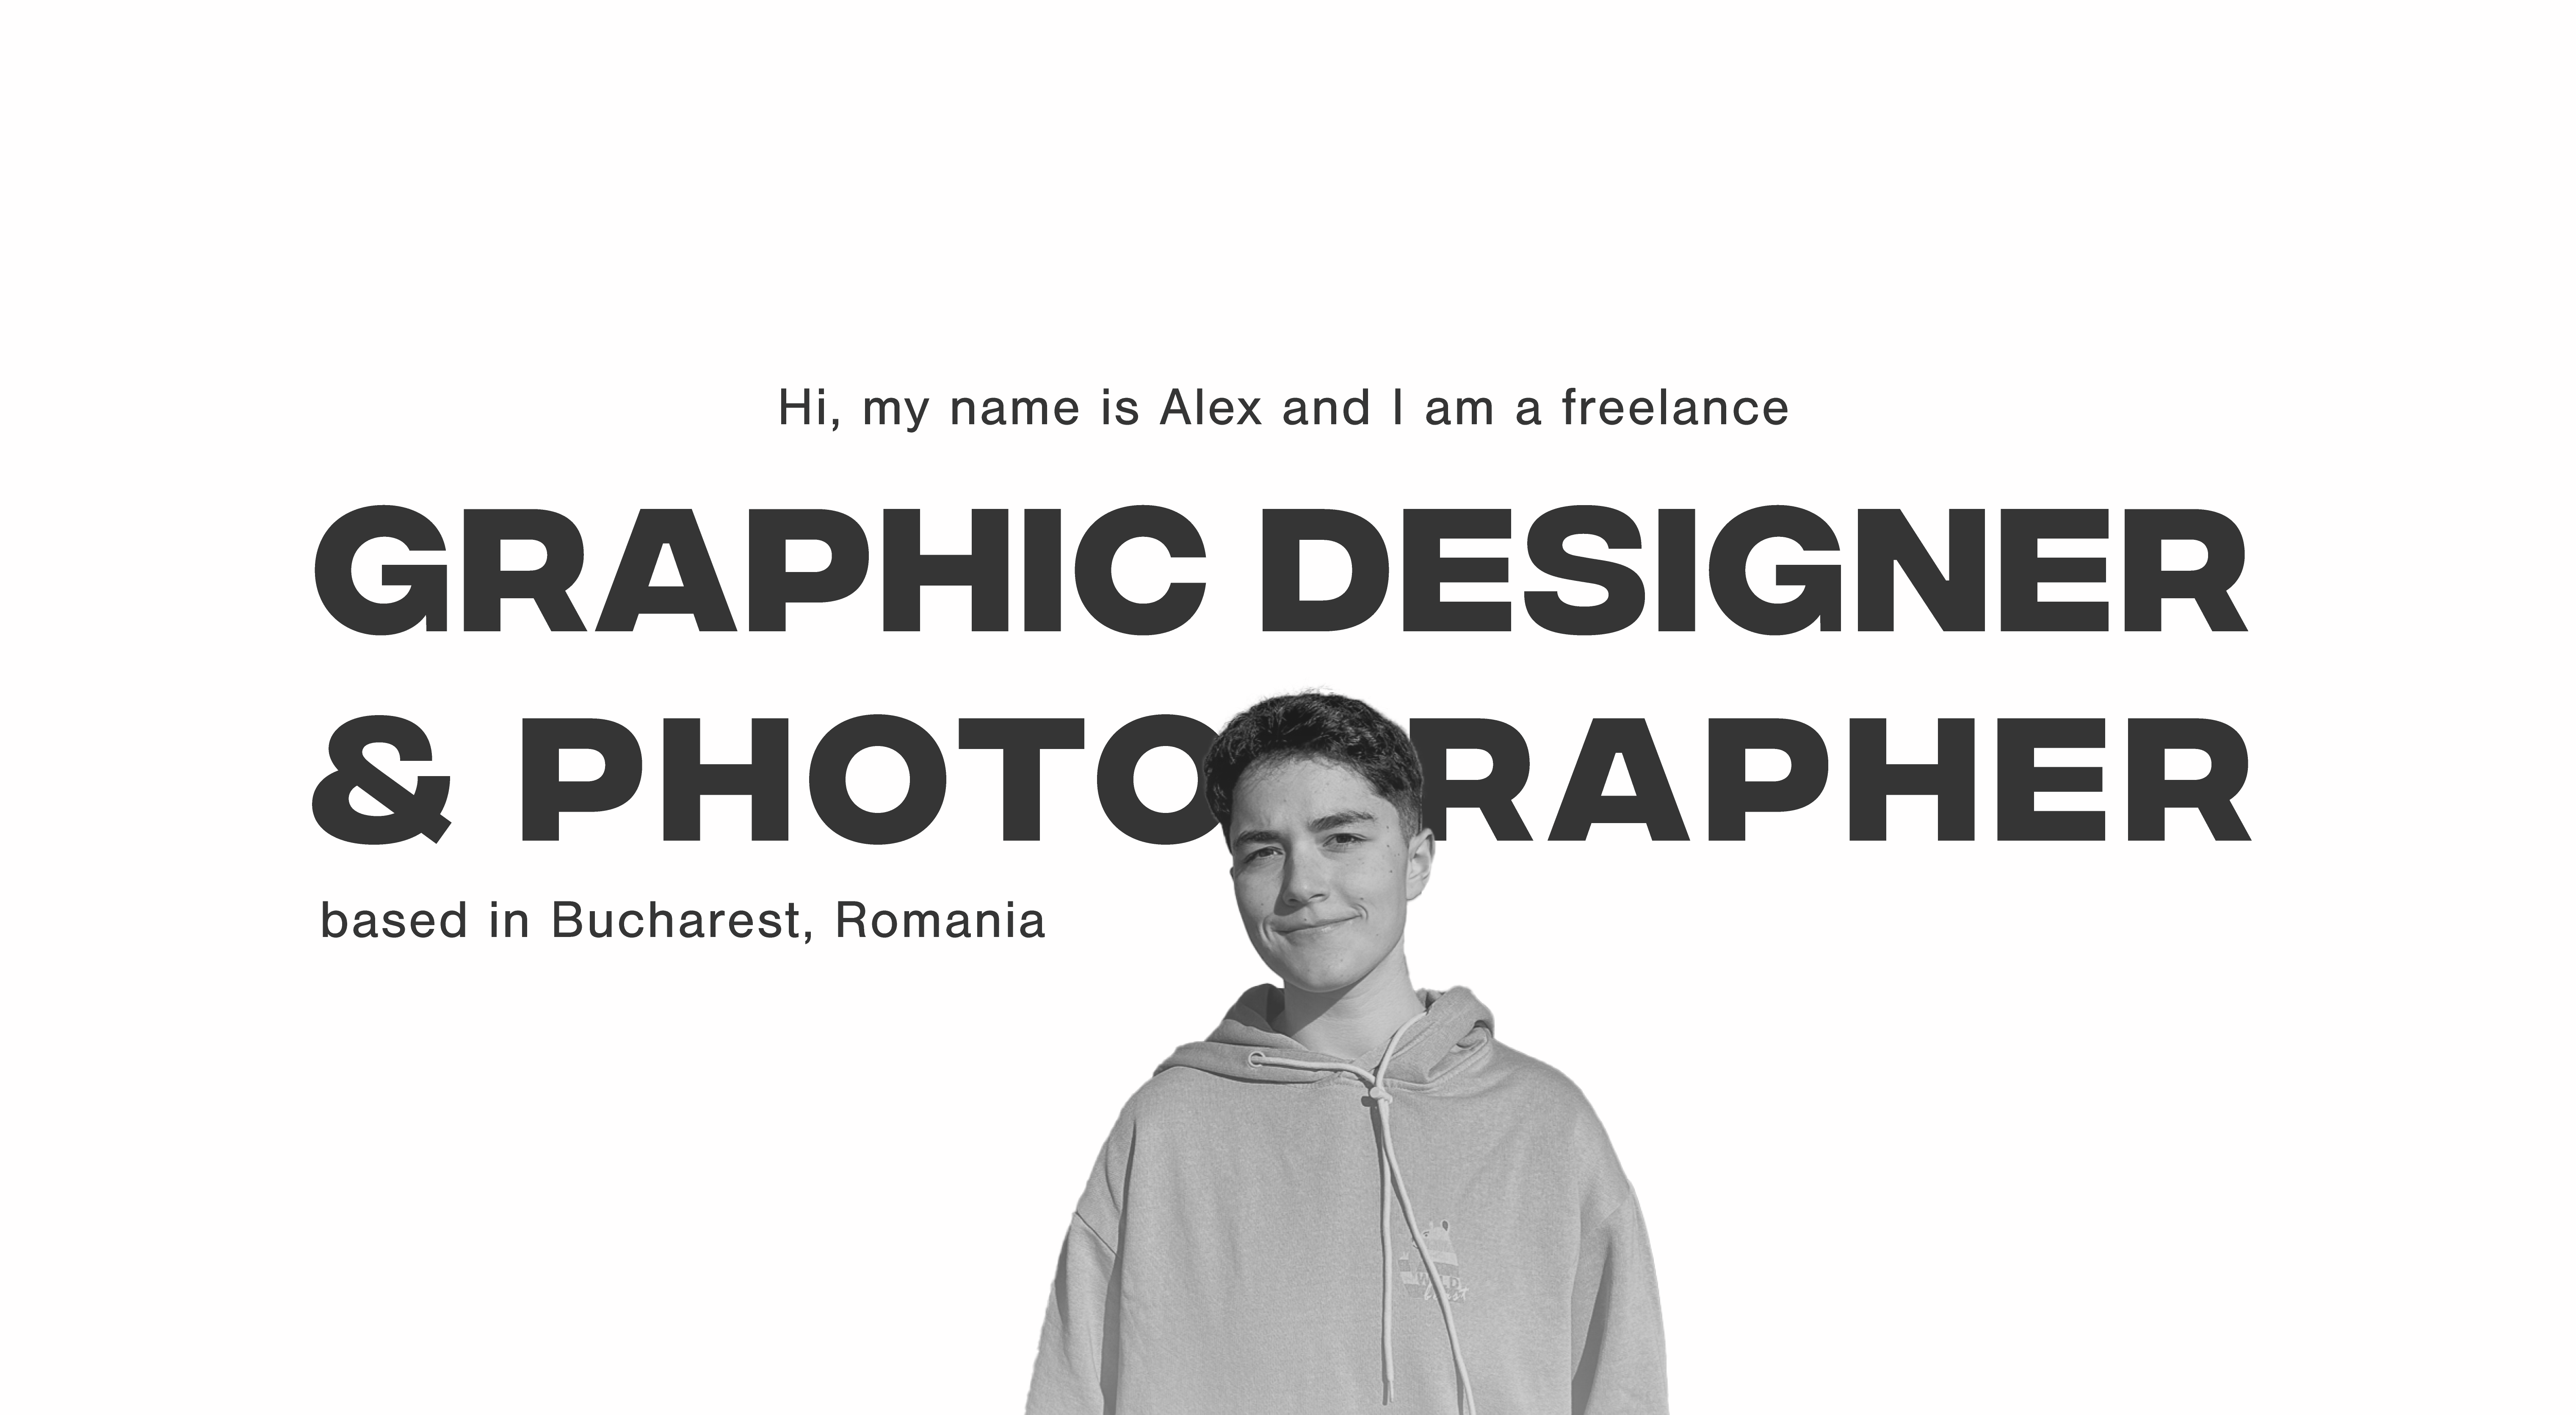 Hi, my name is Alex and I am a freelance
GRAPHIC DESIGNER
& PHOTO RAPHER
based in Bucharest, Romania